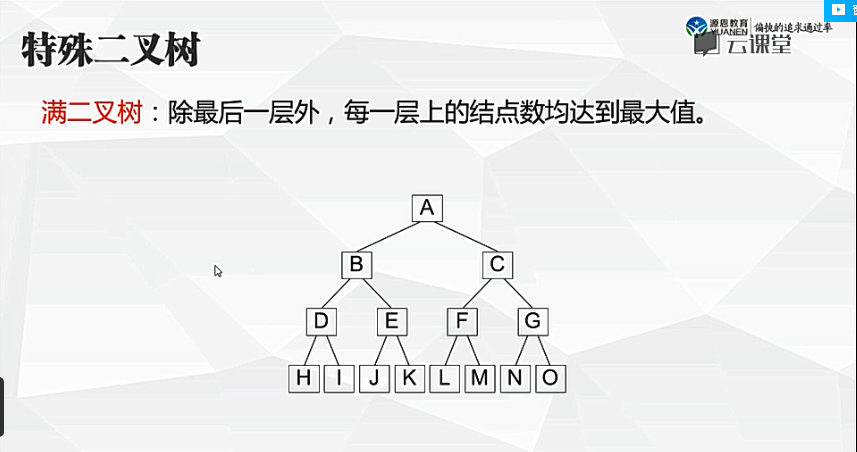 源恩教育
YUANEN
偏执的追求通过率
云课堂
特殊二叉树
满二叉树：除最后一层外，每一层上的结点数均达到最大值。
A
B C
D E F G
H I J K L M N O